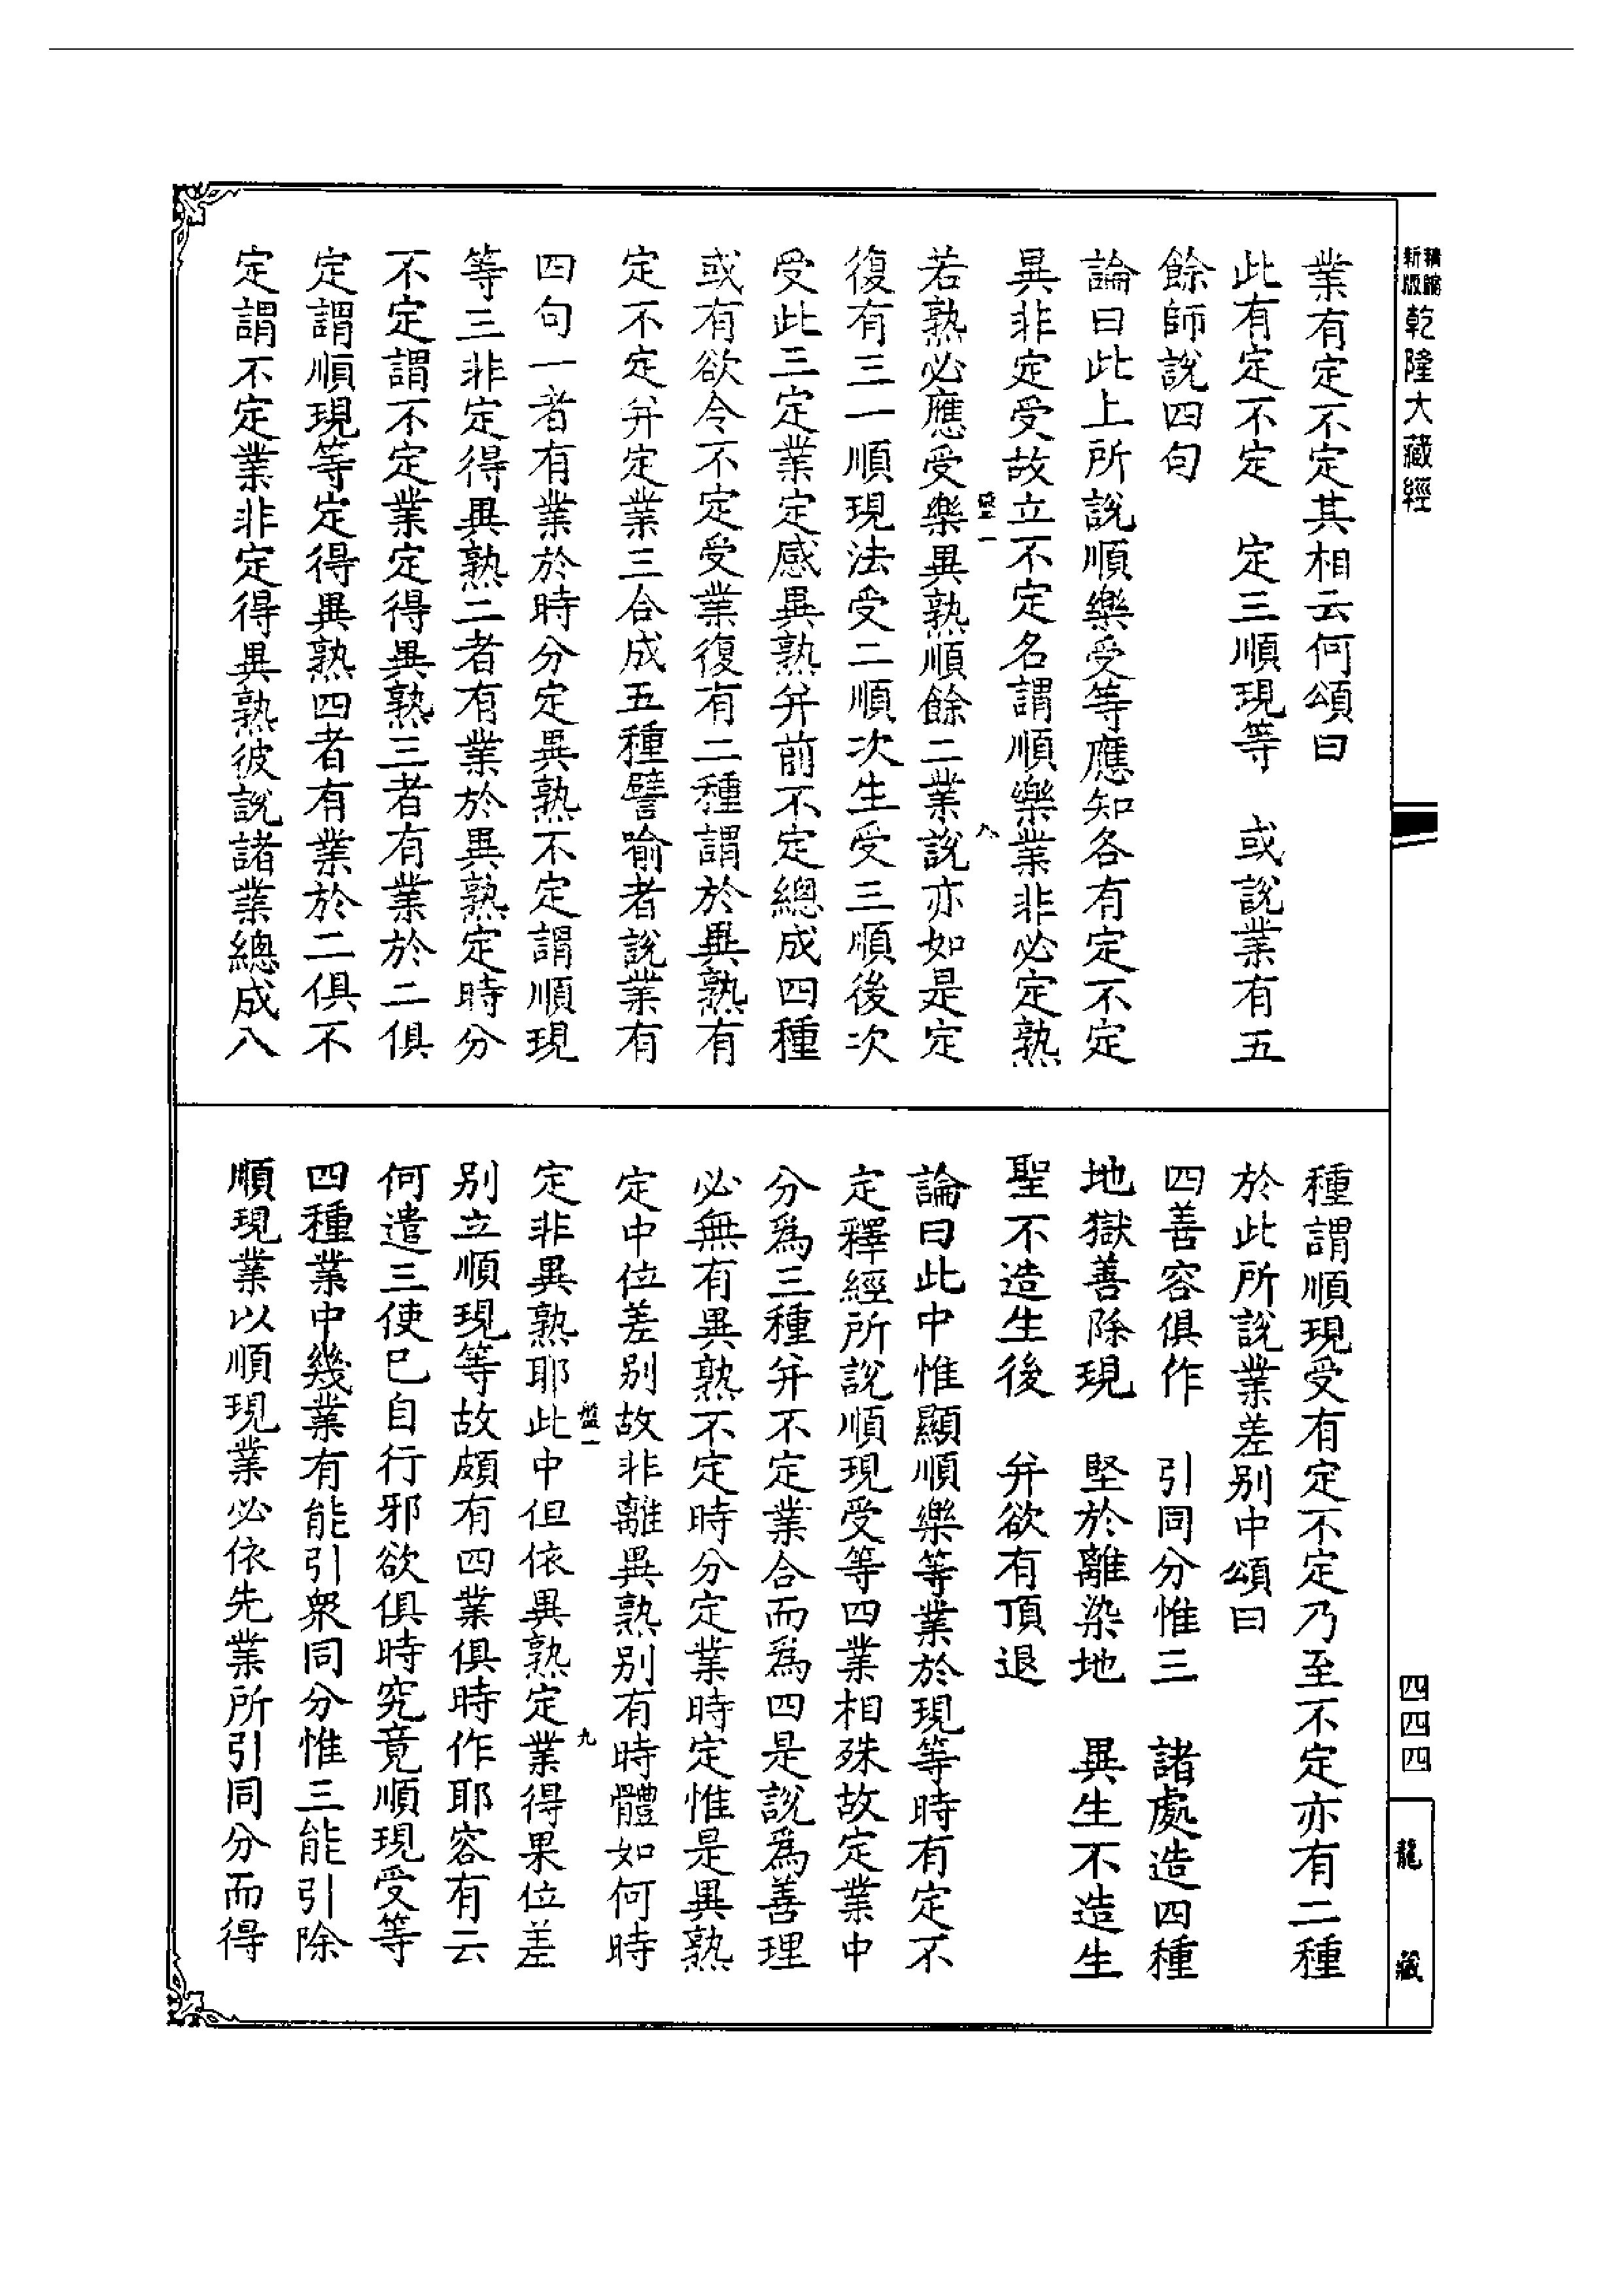 乾隆大藏經
業有定不定其相云何頌曰
此有定不定　定三順現等　或說業有五
餘師說四句
論曰此上所說順樂受等應知各有定不定
異非定受故立不定名謂順樂業非必定熟
盤一
八
若熟必應受樂異熟順餘二業說亦如是定
復有三一順現法受二順次生受三順後次
受此三定業定感異熟并前不定總成四種
或有欲令不定受業復有二種謂於異熟有
定不定并定業三合成五種譬喻者說業有
四句一者有業於時分定異熟不定謂順現
等三非定得異熟二者有業於異熟定時分
不定謂不定業定得異熟三者有業於二俱
定謂順現等定得異熟四者有業於二俱不
定謂不定業非定得異熟彼說諸業總成八
種謂順現受有定不定乃至不定亦有二種
於此所說業差別中頌曰
四善容俱作　引同分惟三　諸處造四種
地獄善除現　堅於離染地　異生不造生
聖不造生後　并欲有頂退
論曰此中惟顯順樂等業於現等時有定不
定釋經所說順現受等四業相殊故定業中
分為三種并不定業合而為四是說為善理
必無有異熟不定時分定業時定惟是異熟
定中位差別故非離異熟別有時體如何時
盤一
九
定非異熟耶此中但依異熟定業得果位差
別立順現等故頗有四業俱時作耶容有云
何遣三使已自行邪欲俱時究竟順現受等
四種業中幾業有能引眾同分惟三能引除
順現業以順現業必依先業所引同分而得
四四四
龍藏